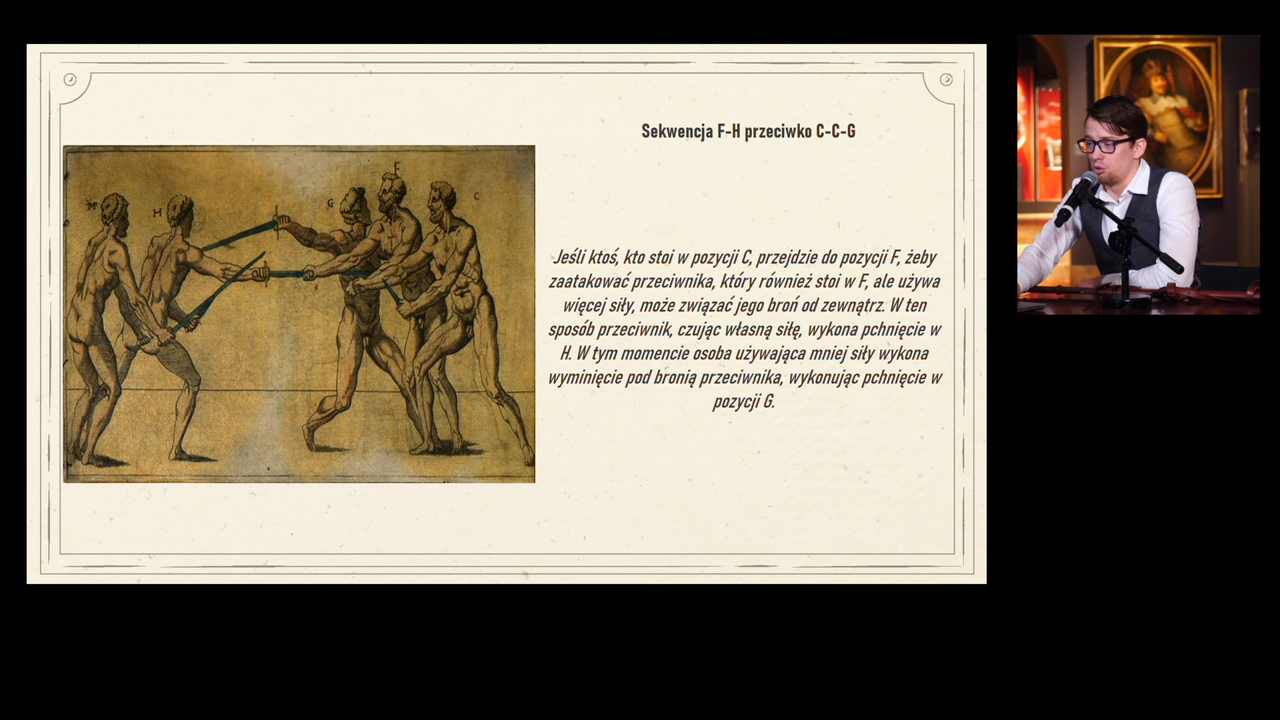 Sekwencja F-H przeciwko C-C-G
F
G
C
H
Jeśli ktoś, kto stoi w pozycji C, przejdzie do pozycji F, żeby
zaatakować przeciwnika, który również stoi w F, ale używa
więcej siły, może związać jego broń od zewnątrz. W ten
sposób przeciwnik, czując własną siłę, wykona pchnięcie w
H. W tym momencie osoba używająca mniej siły wykona
wyminięcie pod bronią przeciwnika, wykonując pchnięcie w
pozycji G.